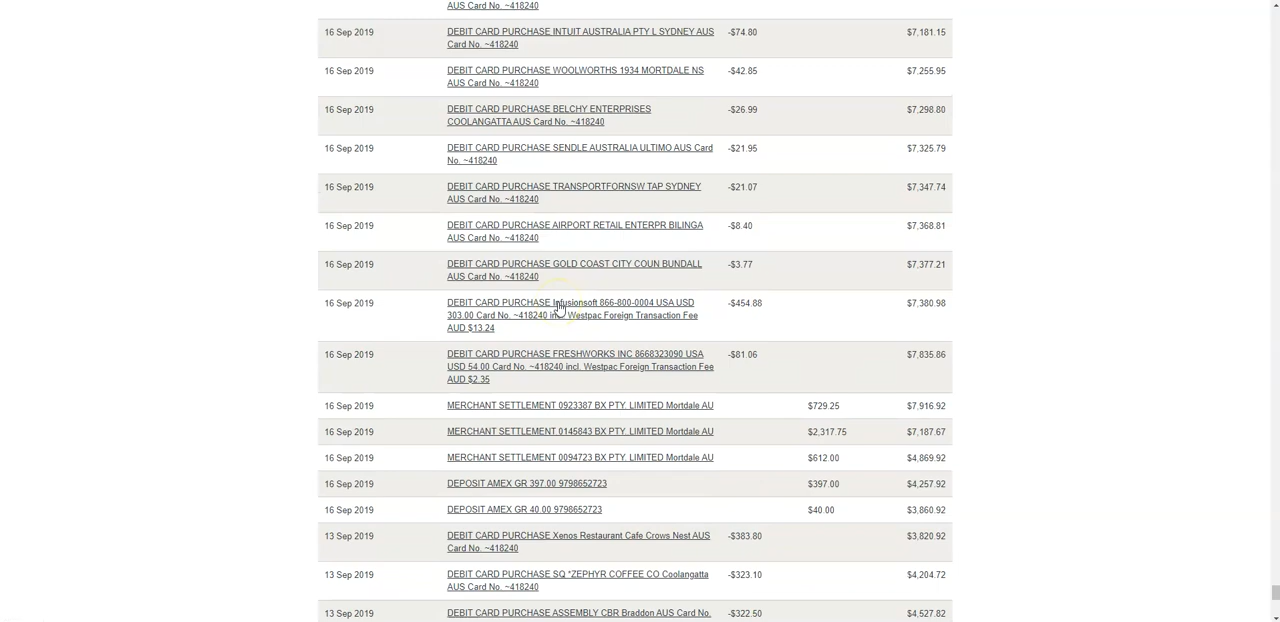 AUS Card No. ~418240
16 Sep 2019 DEBIT CARD PURCHASE INTUIT AUSTRALIA PTY L SYDNEY AUS -$74.80 $7,181.15
Card No. ~418240
16 Sep 2019 DEBIT CARD PURCHASE WOOLWORTHS 1934 MORTDALE NS -$42.85 $7,255.95
AUS Card No. ~418240
16 Sep 2019 DEBIT CARD PURCHASE BELCHY ENTERPRISES -$26.99 $7,298.80
COOLANGATTA AUS Card No. ~418240
16 Sep 2019 DEBIT CARD PURCHASE SENDLE AUSTRALIA ULTIMO AUS Card -$21.95 $7,325.79
No. ~418240
16 Sep 2019 DEBIT CARD PURCHASE TRANSPORTFORNSW TAP SYDNEY -$21.07 $7,347.74
AUS Card No. ~418240
16 Sep 2019 DEBIT CARD PURCHASE AIRPORT RETAIL ENTERPR BILINGA -$8.40 $7,368.81
AUS Card No. ~418240
16 Sep 2019 DEBIT CARD PURCHASE GOLD COAST CITY COUN BUNDALL -$3.77 $7,377.21
AUS Card No. ~418240
16 Sep 2019 DEBIT CARD PURCHASE Infusionsoft 866-800-0004 USA USD -$454.88 $7,380.98
303.00 Card No. ~418240 incl. Westpac Foreign Transaction Fee
AUD $13.24
16 Sep 2019 DEBIT CARD PURCHASE FRESHWORKS INC 8668323090 USA -$81.06 $7,835.86
USD 54.00 Card No. ~418240 incl. Westpac Foreign Transaction Fee
AUD $2.35
16 Sep 2019 MERCHANT SETTLEMENT 0923387 BX PTY. LIMITED Mortdale AU $729.25 $7,916.92
16 Sep 2019 MERCHANT SETTLEMENT 0145843 BX PTY. LIMITED Mortdale AU $2,317.75 $7,187.67
16 Sep 2019 MERCHANT SETTLEMENT 0094723 BX PTY. LIMITED Mortdale AU $612.00 $4,869.92
16 Sep 2019 DEPOSIT AMEX GR 397.00 9798652723 $397.00 $4,257.92
16 Sep 2019 DEPOSIT AMEX GR 40.00 9798652723 $40.00 $3,860.92
13 Sep 2019 DEBIT CARD PURCHASE Xenos Restaurant Cafe Crows Nest AUS -$383.80 $3,820.92
Card No. ~418240
13 Sep 2019 DEBIT CARD PURCHASE SQ *ZEPHYR COFFEE CO Coolangatta -$323.10 $4,204.72
AUS Card No. ~418240
13 Sep 2019 DEBIT CARD PURCHASE ASSEMBLY CBR Braddon AUS Card No. -$322.50 $4,527.82